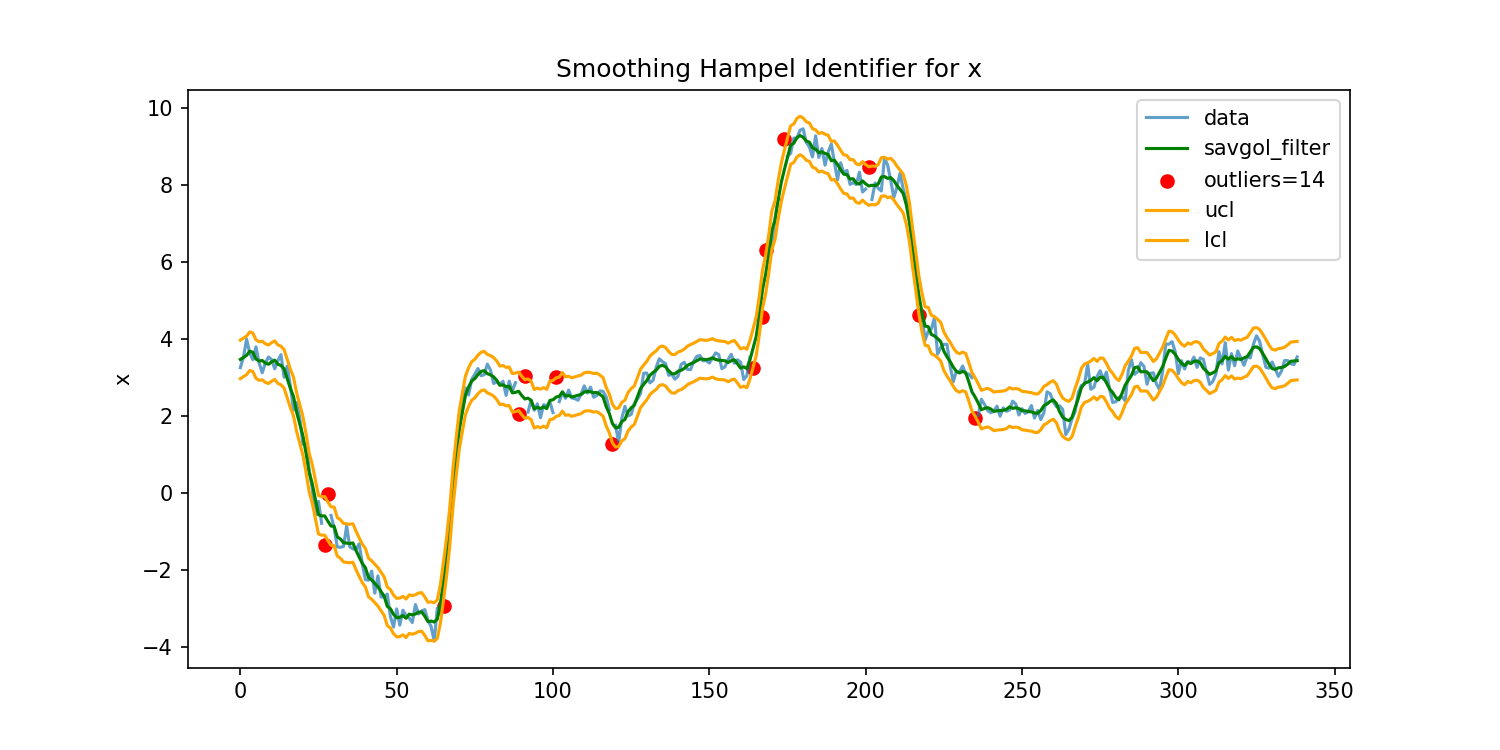 Smoothing Hampel Identifier for x
data
savgol_filter
outliers=14
ucl
lcl
10
8
6
4
2
0
−2
−4
x
0 50 100 150 200 250 300 350